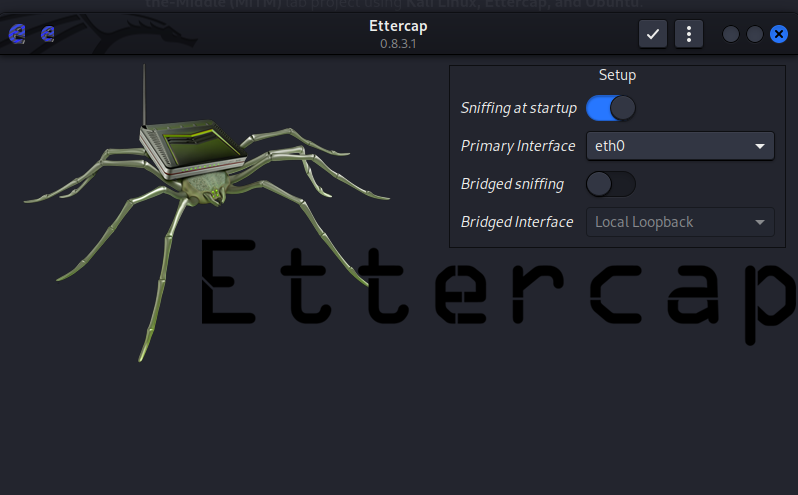 the-Middle (MITM) lab project using Kali Linux, Ettercap, and Ubuntu.
Ettercap
0.8.3.1
Setup
Sniffing at startup
Primary Interface eth0
Bridged sniffing
Bridged Interface Local Loopback
Ettercap